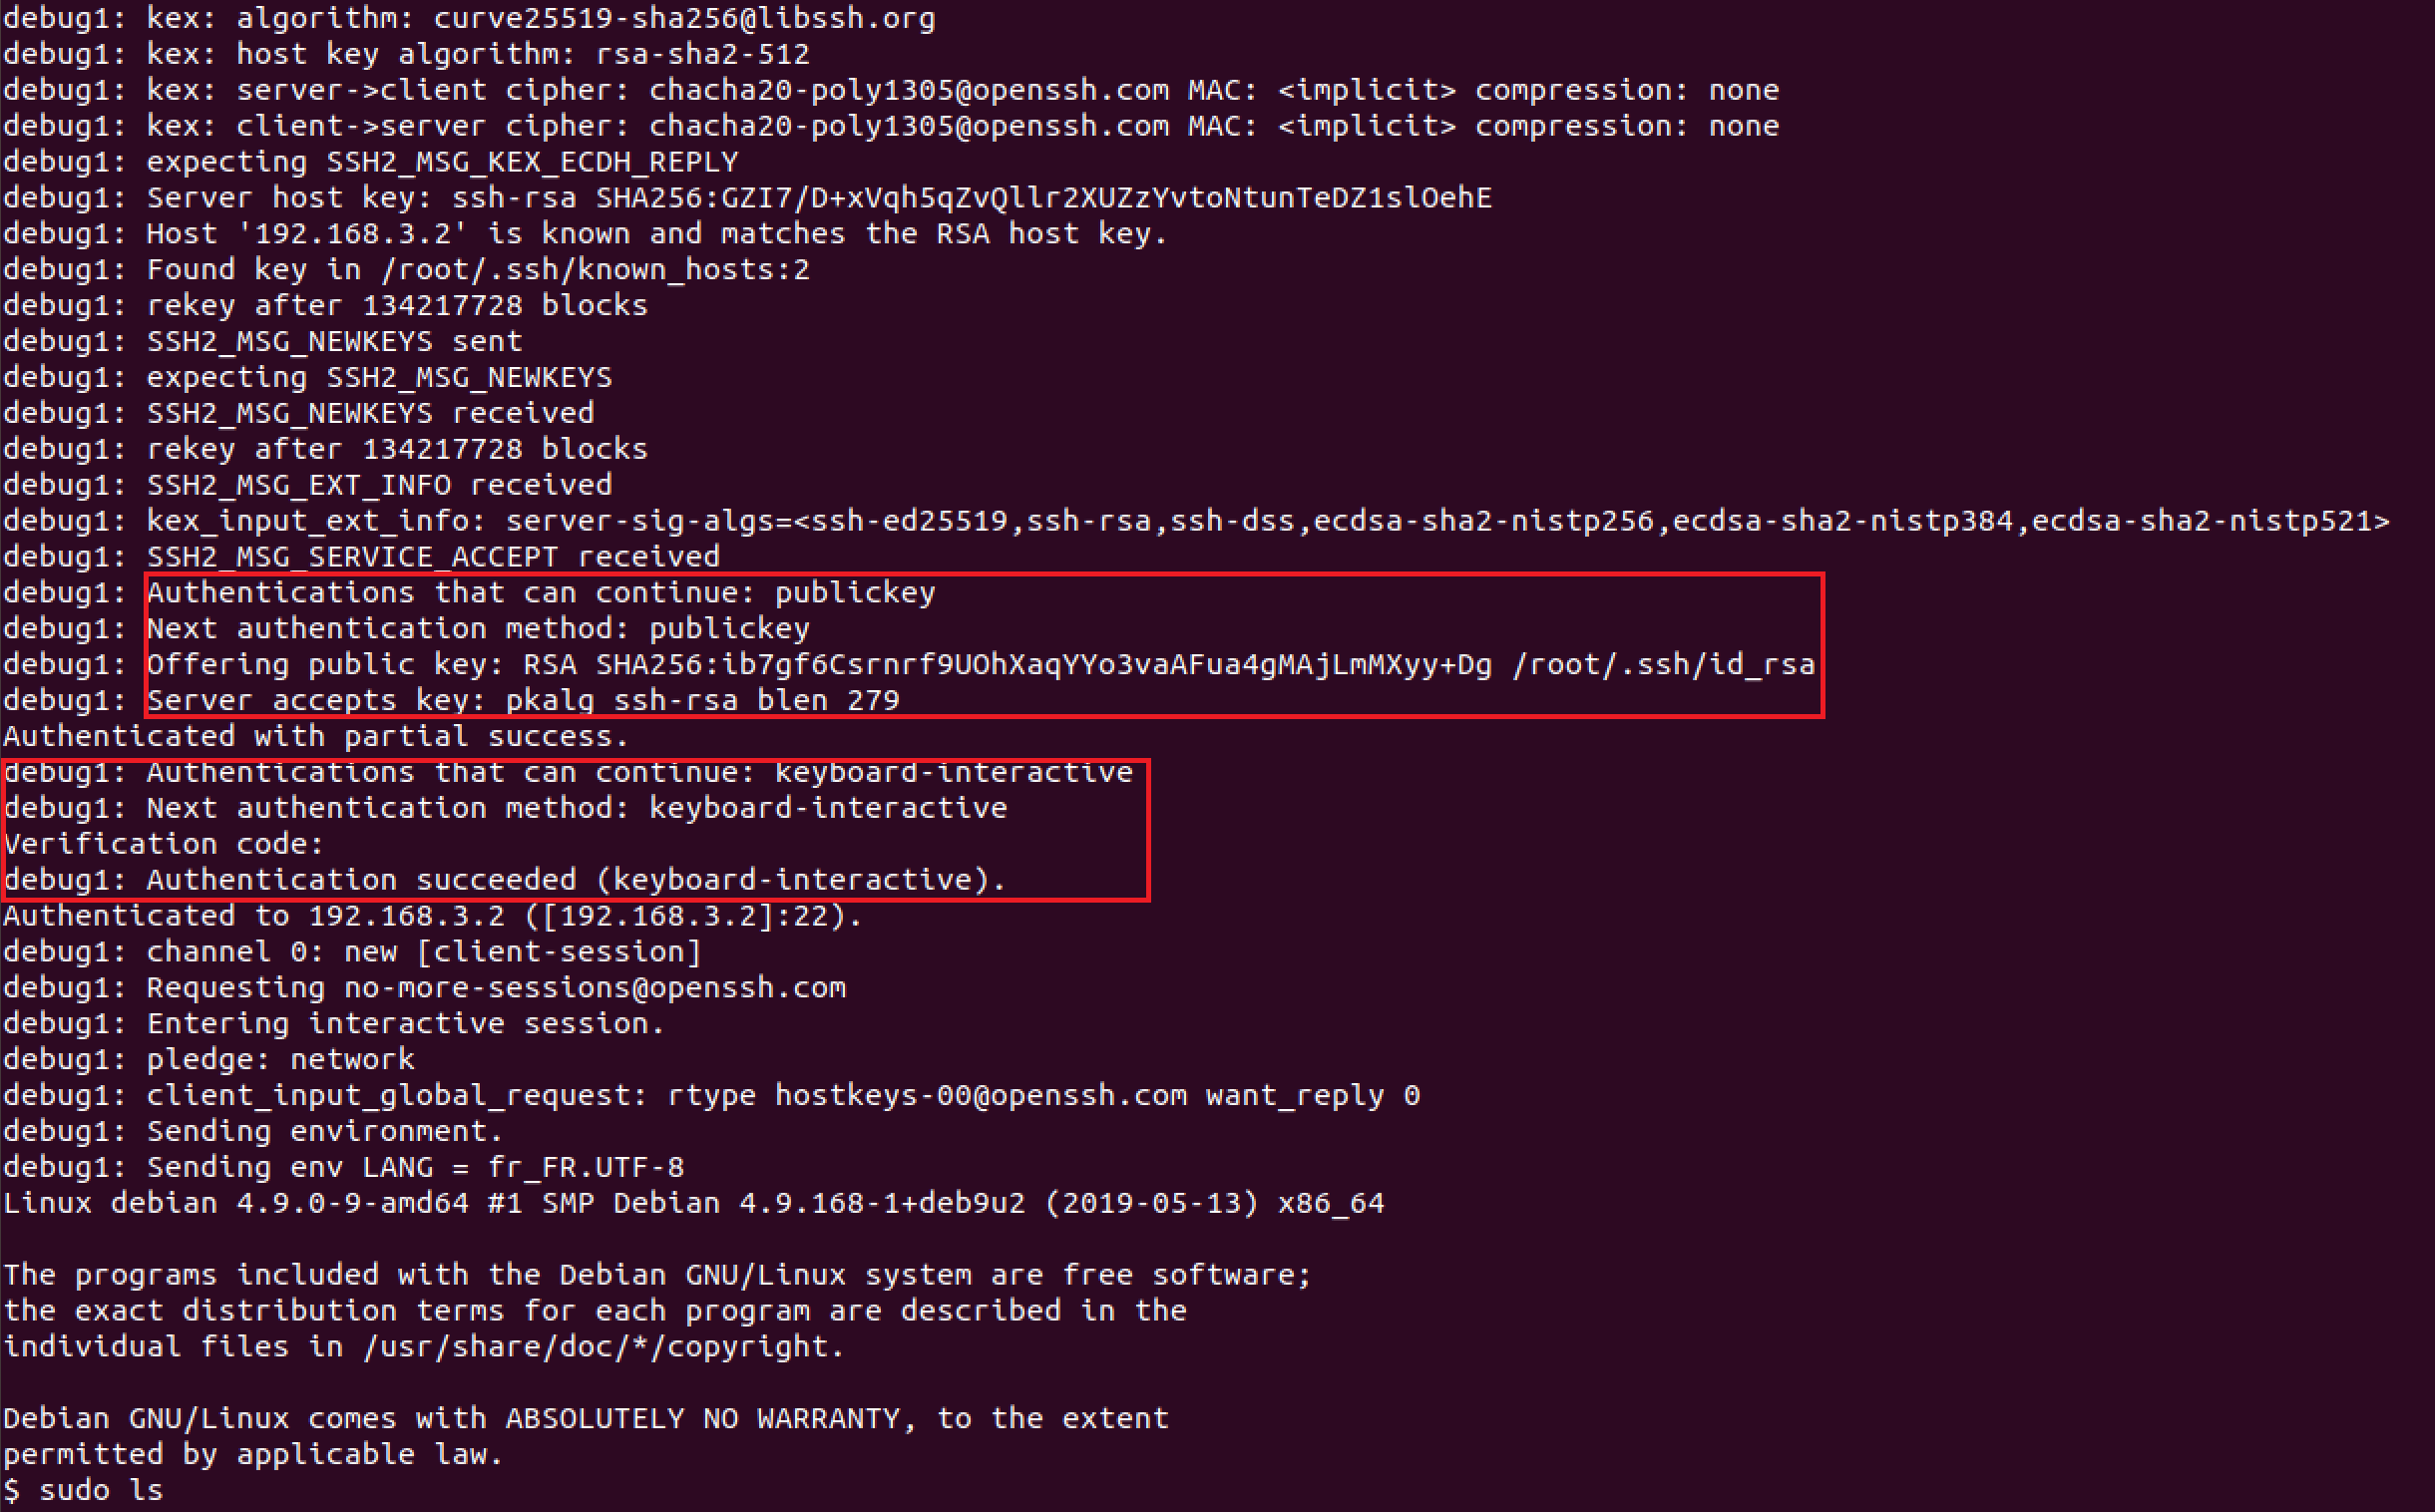 debug1: kex: algorithm: curve25519-sha256@libssh.org
debug1: kex: host key algorithm: rsa-sha2-512
debug1: kex: server->client cipher: chacha20-poly1305@openssh.com MAC: <implicit> compression: none
debug1: kex: client->server cipher: chacha20-poly1305@openssh.com MAC: <implicit> compression: none
debug1: expecting SSH2_MSG_KEX_ECDH_REPLY
debug1: Server host key: ssh-rsa SHA256:GZI7/D+xVqh5qZvQllr2XUZzYvtoNtunTeDZ1slOehE
debug1: Host '192.168.3.2' is known and matches the RSA host key.
debug1: Found key in /root/.ssh/known_hosts:2
debug1: rekey after 134217728 blocks
debug1: SSH2_MSG_NEWKEYS sent
debug1: expecting SSH2_MSG_NEWKEYS
debug1: SSH2_MSG_NEWKEYS received
debug1: rekey after 134217728 blocks
debug1: SSH2_MSG_EXT_INFO received
debug1: kex_input_ext_info: server-sig-algs=<ssh-ed25519,ssh-rsa,ssh-dss,ecdsa-sha2-nistp256,ecdsa-sha2-nistp384,ecdsa-sha2-nistp521>
debug1: SSH2_MSG_SERVICE_ACCEPT received
debug1: Authentications that can continue: publickey
debug1: Next authentication method: publickey
debug1: Offering public key: RSA SHA256:ib7gf6Csrnrf9UOhXaqYYo3vaAFua4gMAjLmMXyy+Dg /root/.ssh/id_rsa
debug1: Server accepts key: pkalg ssh-rsa blen 279
Authenticated with partial success.
debug1: Authentications that can continue: keyboard-interactive
debug1: Next authentication method: keyboard-interactive
Verification code:
debug1: Authentication succeeded (keyboard-interactive).
Authenticated to 192.168.3.2 ([192.168.3.2]:22).
debug1: channel 0: new [client-session]
debug1: Requesting no-more-sessions@openssh.com
debug1: Entering interactive session.
debug1: pledge: network
debug1: client_input_global_request: rtype hostkeys-00@openssh.com want_reply 0
debug1: Sending environment.
debug1: Sending env LANG = fr_FR.UTF-8
Linux debian 4.9.0-9-amd64 #1 SMP Debian 4.9.168-1+deb9u2 (2019-05-13) x86_64
The programs included with the Debian GNU/Linux system are free software;
the exact distribution terms for each program are described in the
individual files in /usr/share/doc/*/copyright.
Debian GNU/Linux comes with ABSOLUTELY NO WARRANTY, to the extent
permitted by applicable law.
$ sudo ls